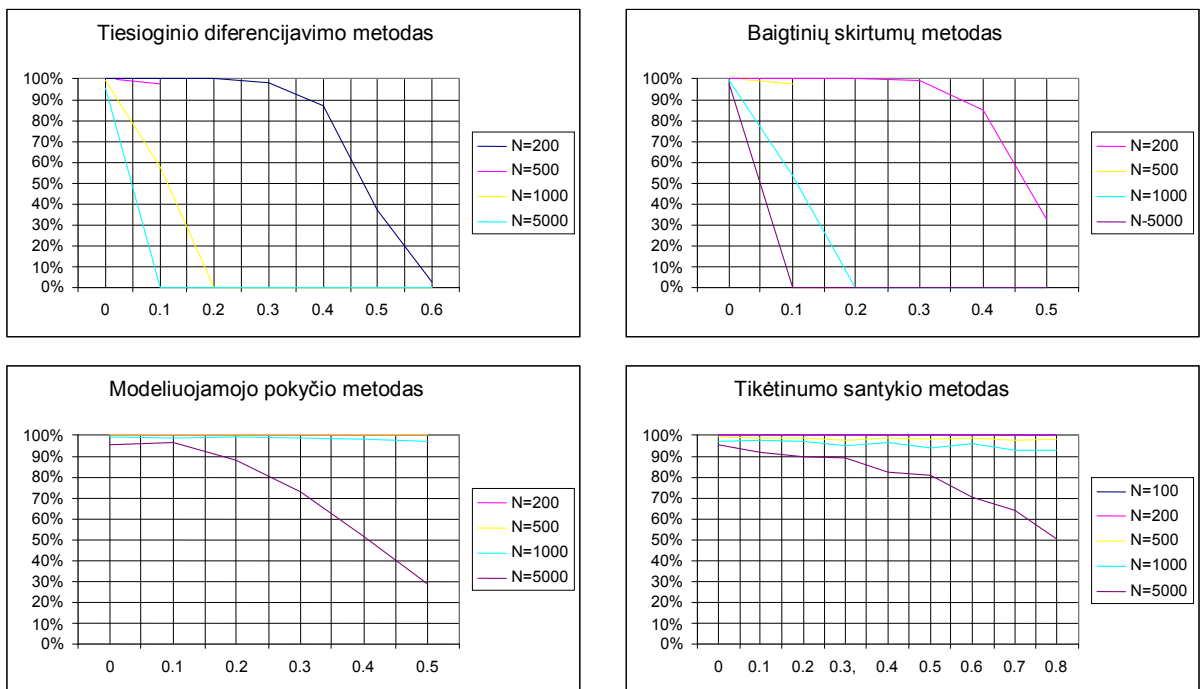 Tiesioginio diferencijavimo metodas
100%
90%
80%
70%
60%
50%
40%
30%
20%
10%
0%
0 0.1 0.2 0.3 0.4 0.5 0.6
N=200
N=500
N=1000
N=5000
Baigtinių skirtumų metodas
100%
90%
80%
70%
60%
50%
40%
30%
20%
10%
0%
0 0.1 0.2 0.3 0.4 0.5
N=200
N=500
N=1000
N-5000
Modeliuojamojo pokyčio metodas
100%
90%
80%
70%
60%
50%
40%
30%
20%
10%
0%
0 0.1 0.2 0.3 0.4 0.5
N=200
N=500
N=1000
N=5000
Tikėtinumo santykio metodas
100%
90%
80%
70%
60%
50%
40%
30%
20%
10%
0%
0 0.1 0.2 0.3, 0.4 0.5 0.6 0.7 0.8
N=100
N=200
N=500
N=1000
N=5000